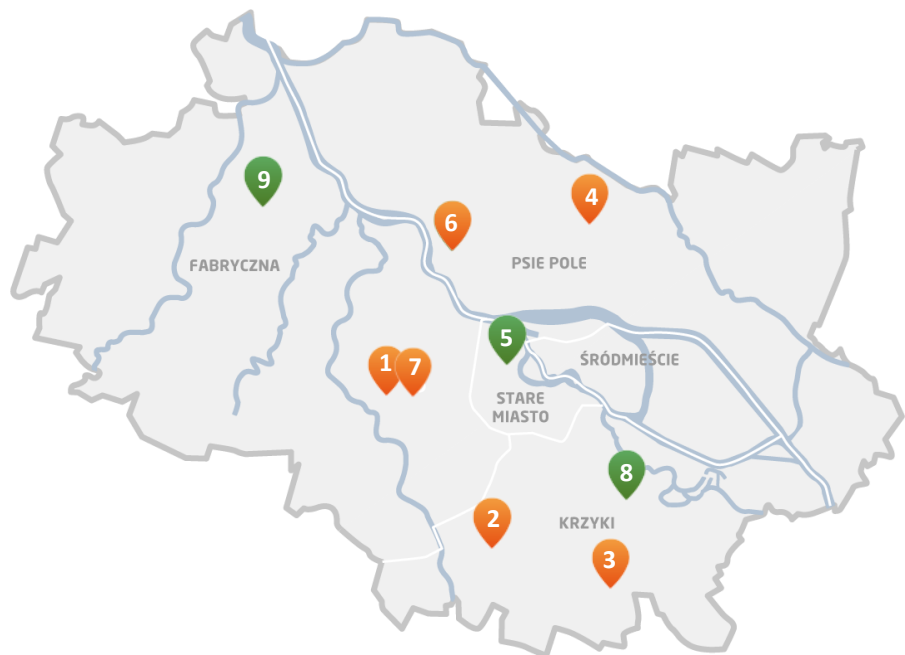 9
4
6
FABRYCZNA
PSIE POLE
5
1
7
ŚRÓDMIEŚCIE
STARE
MIASTO
8
2
KRZYKI
3